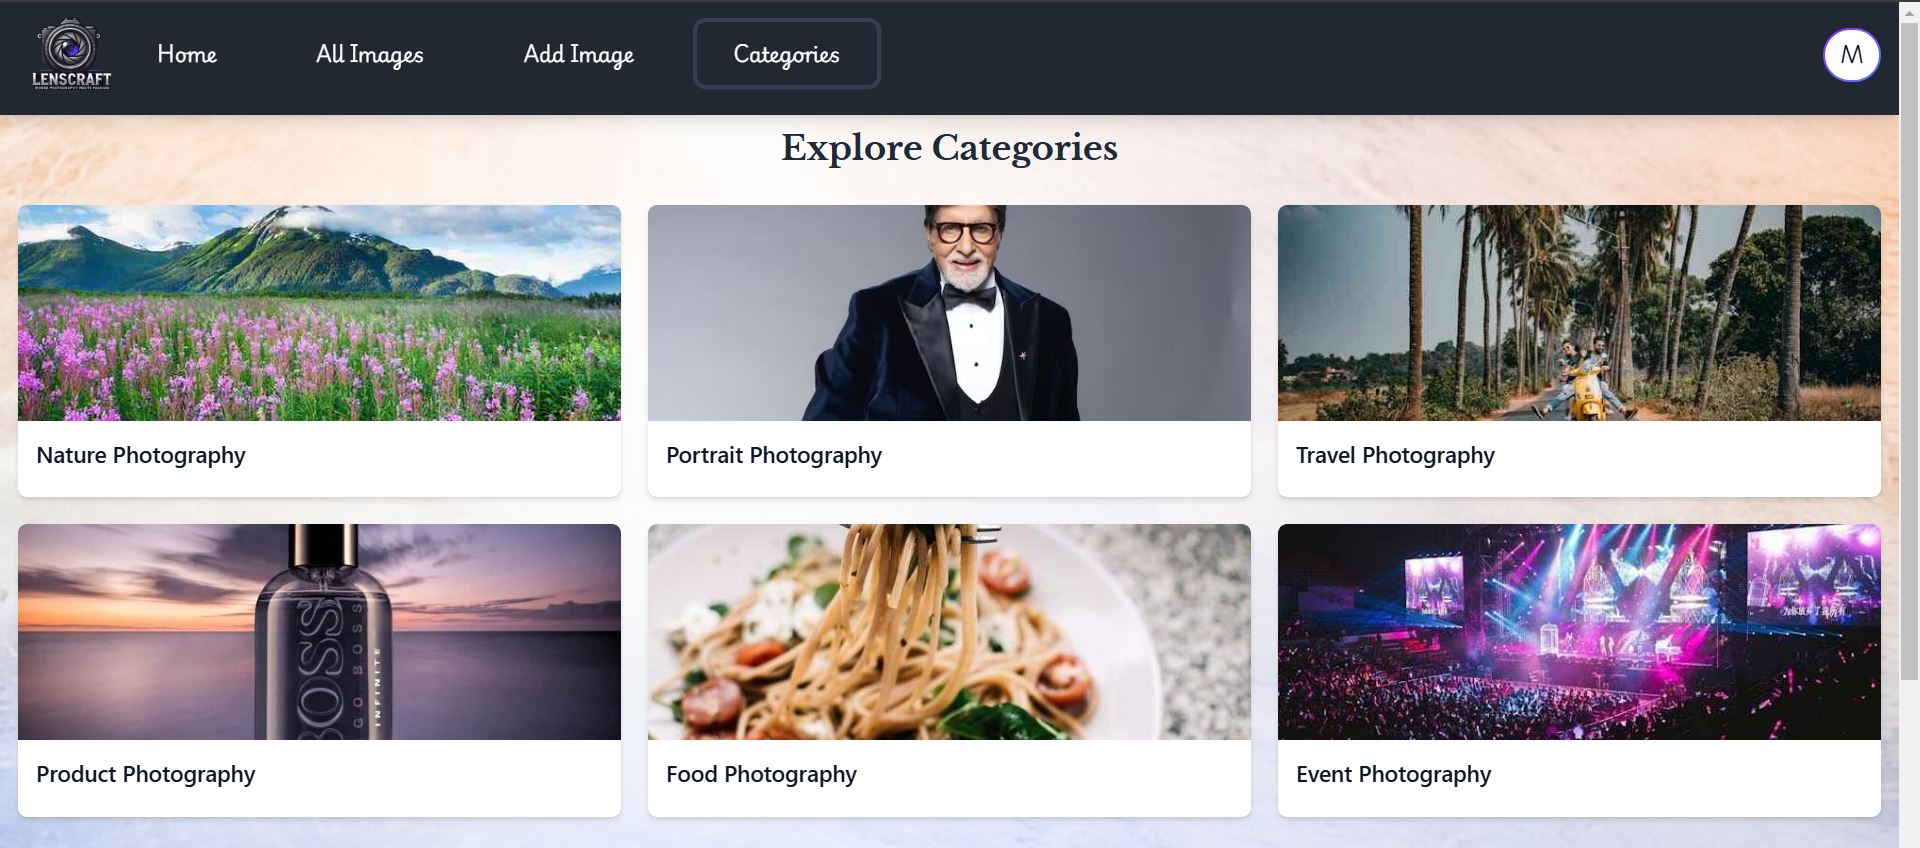 Home
All Images
Add Image
Categories
M
LENSCRAFT
Explore Categories
Nature Photography
Portrait Photography
Travel Photography
BOSS
HUGO BOSS
INFINITE
Product Photography
Food Photography
Event Photography